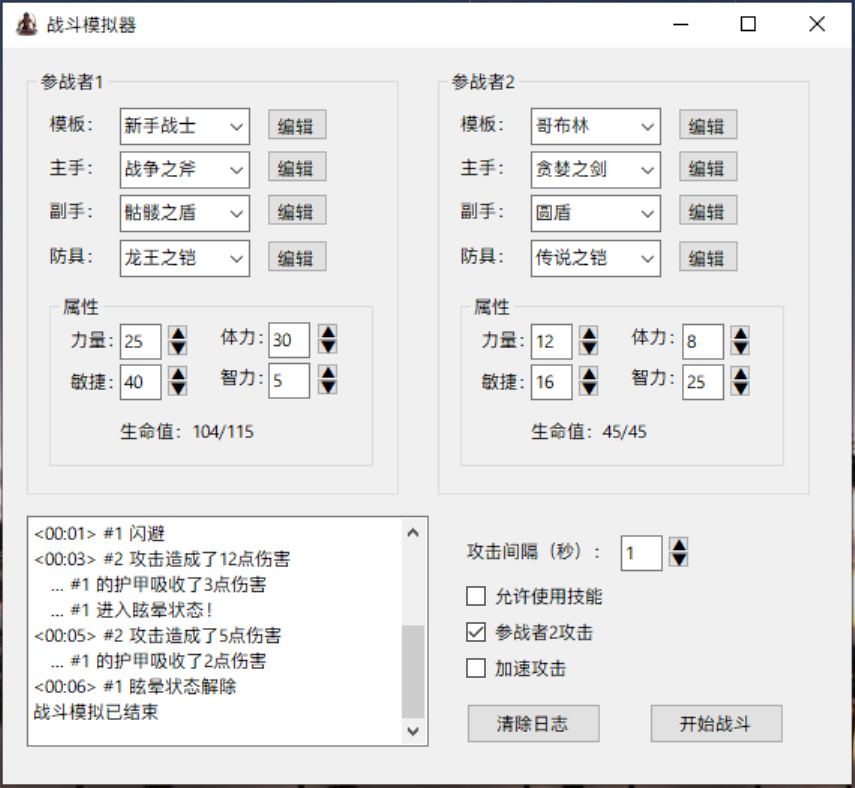 战斗模拟器
参战者1
模板： 新手战士 编辑
主手： 战争之斧 编辑
副手： 骷髅之盾 编辑
防具： 龙王之铠 编辑
属性
力量： 25 体力： 30
敏捷： 40 智力： 5
生命值： 104/115
参战者2
模板： 哥布林 编辑
主手： 贪婪之剑 编辑
副手： 圆盾 编辑
防具： 传说之铠 编辑
属性
力量： 12 体力： 8
敏捷： 16 智力： 25
生命值： 45/45
<00:01> #1 闪避
<00:03> #2 攻击造成了12点伤害
... #1 的护甲吸收了3点伤害
... #1 进入眩晕状态！
<00:05> #2 攻击造成了5点伤害
... #1 的护甲吸收了2点伤害
<00:06> #1 眩晕状态解除
战斗模拟已结束
攻击间隔（秒）： 1
允许使用技能
参战者2攻击
加速攻击
清除日志 开始战斗